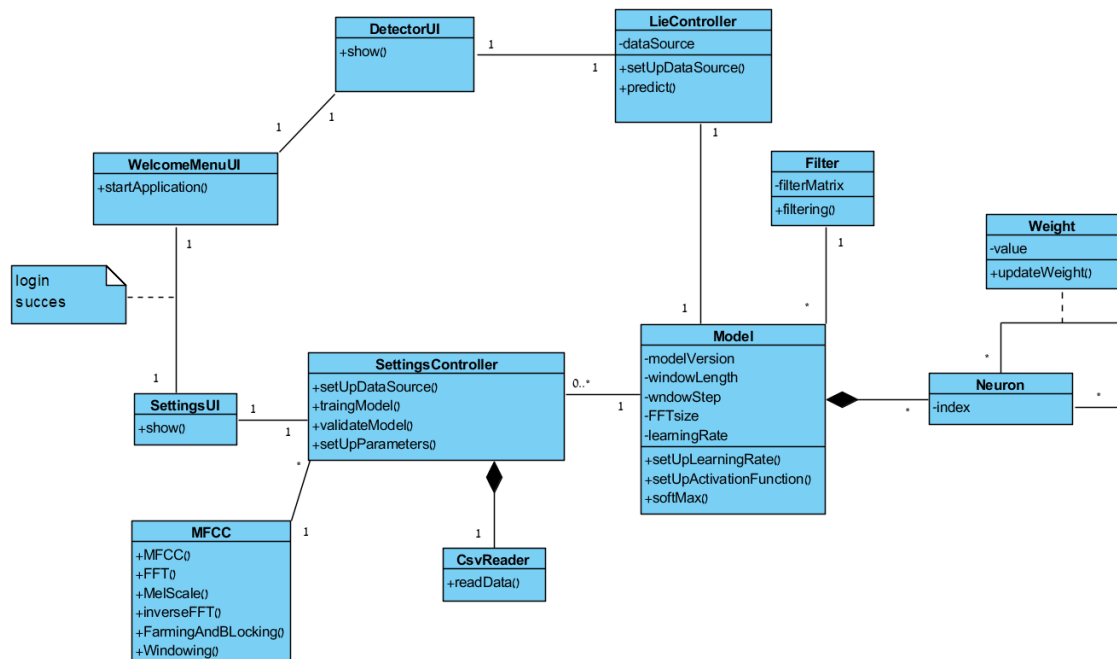 DetectorUI
+show()
1
1
1
1
LieController
-dataSource
+setUpDataSource()
+predict()
1
1
WelcomeMenuUI
+startApplication()
1
1
login
succes
SettingsUI
+show()
1
1
SettingsController
+setUpDataSource()
+traingModel()
+validateModel()
+setUpParameters()
*
1
MFCC
+MFCC()
+FFT()
+MelScale()
+inverseFFT()
+FarmingAndBLocking()
+Windowing()
1
CsvReader
+readData()
0..*
1
Filter
-filterMatrix
+filtering()
1
*
Model
-modelVersion
-windowLength
-wndowStep
-FFTsize
-learningRate
+setUpLearningRate()
+setUpActivationFunction()
+softMax()
*
Weight
-value
+updateWeight()
*
Neuron
-index
*